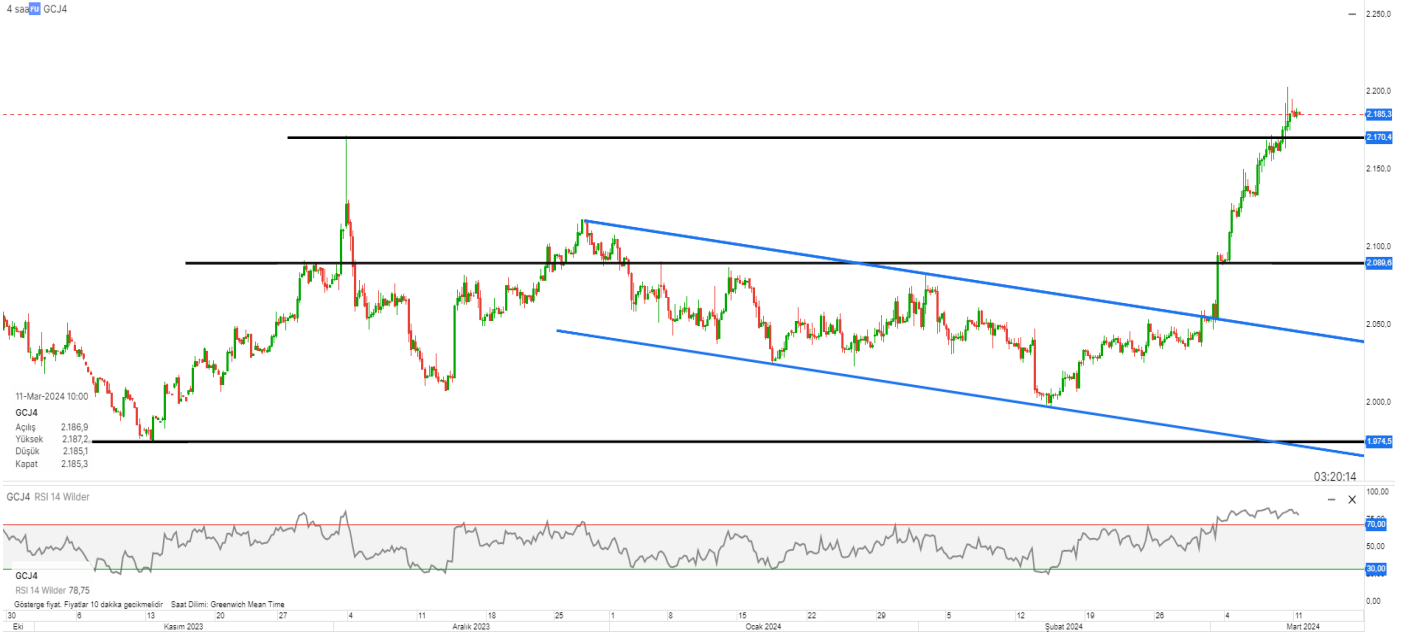 4 saa ru GCJ4
2.250,0
2.200,0
2.185,3
2.170,4
2.150,0
2.100,0
2.089,6
2.050,0
2.000,0
1.974,5
11-Mar-2024 10:00
GCJ4
Açılış 2.186,9
Yüksek 2.187,2
Düşük 2.185,1
Kapat 2.185,3
03:20:14
GCJ4 RSI 14 Wilder
100,00
70,00
50,00
30,00
0,00
GCJ4
RSI 14 Wilder 78,75
Gösterge fiyat. Fiyatlar 10 dakika gecikmelidir Saat Dilimi: Greenwich Mean Time
30 6 13 20 27 4 11 18 25 1 8 15 22 29 5 12 19 26 4 11
Eki Kasım 2023 Aralık 2023 Ocak 2024 Şubat 2024 Mart 2024